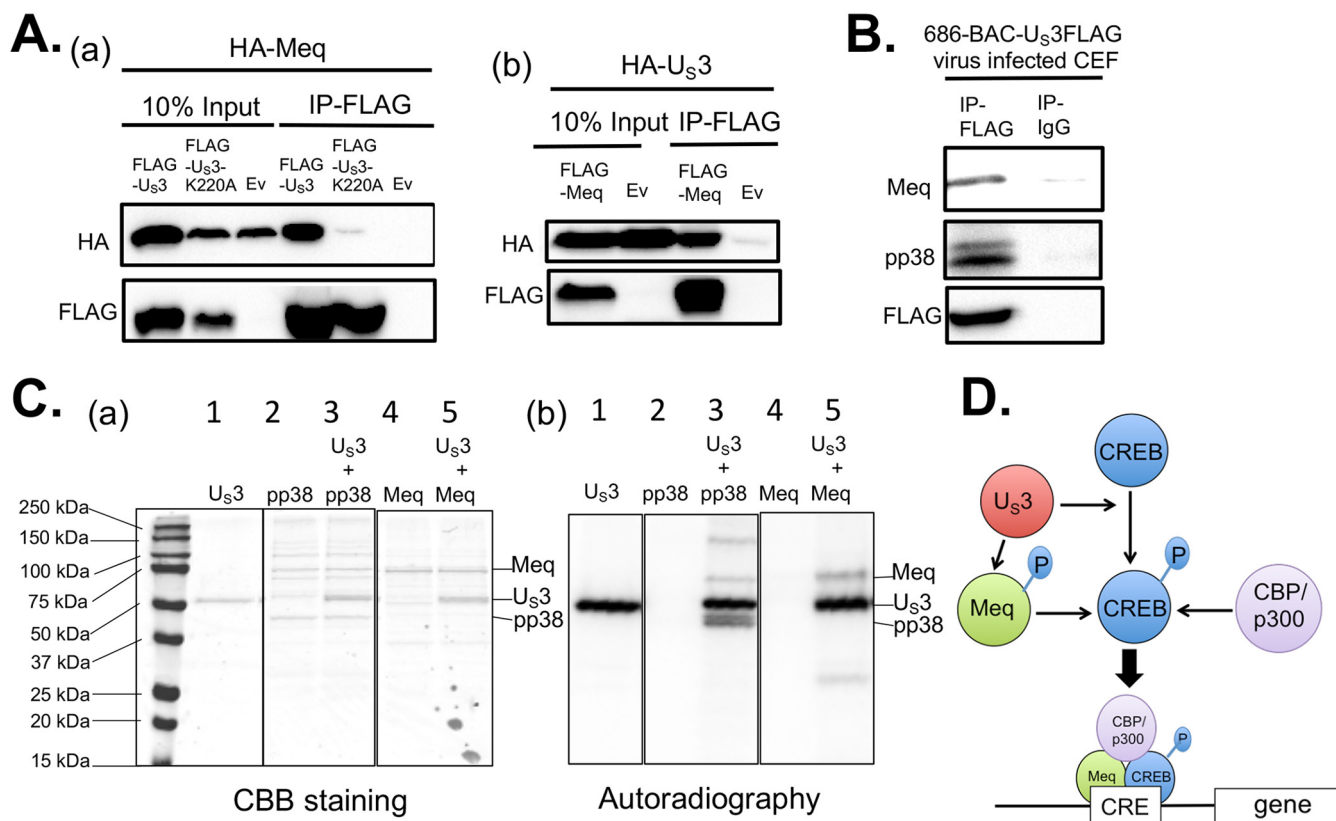 A.
(a)
HA-Meq
10% Input
IP-FLAG
FLAG
-US3
FLAG
-US3-
K220A
Ev
FLAG
-US3
FLAG
-US3-
K220A
Ev
HA
FLAG
(b)
HA-US3
10% Input
IP-FLAG
FLAG
-Meq
Ev
FLAG
-Meq
Ev
HA
FLAG
B.
686-BAC-US3FLAG
virus infected CEF
IP-
FLAG
IP-
IgG
Meq
pp38
FLAG
C.
(a)
1 2 3 4 5
US3
pp38
US3
+
pp38
Meq
US3
+
Meq
250 kDa
150 kDa
100 kDa
75 kDa
50 kDa
37 kDa
25 kDa
20 kDa
15 kDa
Meq
US3
pp38
CBB staining
(b)
1 2 3 4 5
US3
pp38
US3
+
pp38
Meq
US3
+
Meq
Meq
US3
pp38
Autoradiography
D.
CREB
US3
P
Meq
P
CREB
CBP/
p300
CBP/
p300
P
Meq
CREB
CRE
gene